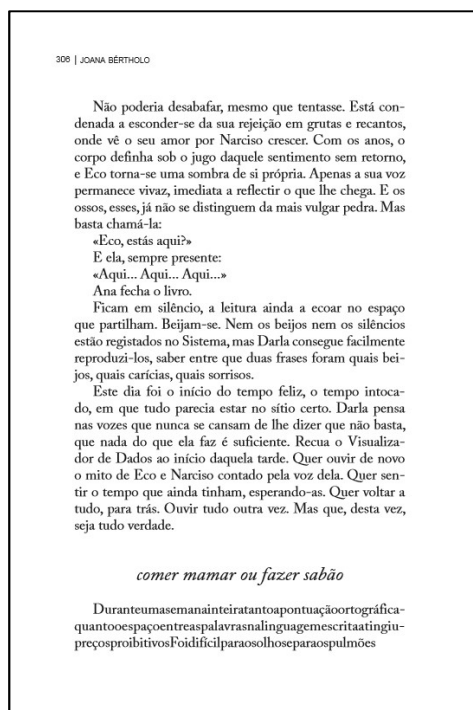 306 | JOANA BÉRTHOLO
Não poderia desabafar, mesmo que tentasse. Está con-
denada a esconder-se da sua rejeição em grutas e recantos,
onde vê o seu amor por Narciso crescer. Com os anos, o
corpo definha sob o jugo daquele sentimento sem retorno,
e Eco torna-se uma sombra de si própria. Apenas a sua voz
permanece vivaz, imediata a reflectir o que lhe chega. E os
ossos, esses, já não se distinguem da mais vulgar pedra. Mas
basta chamá-la:
«Eco, estás aqui?»
E ela, sempre presente:
«Aqui... Aqui... Aqui...»
Ana fecha o livro.
Ficam em silêncio, a leitura ainda a ecoar no espaço
que partilham. Beijam-se. Nem os beijos nem os silêncios
estão registados no Sistema, mas Darla consegue facilmente
reproduzi-los, saber entre que duas frases foram quais bei-
jos, quais carícias, quais sorrisos.
Este dia foi o início do tempo feliz, o tempo intoca-
do, em que tudo parecia estar no sítio certo. Darla pensa
nas vozes que nunca se cansam de lhe dizer que não basta,
que nada do que ela faz é suficiente. Recua o Visualiza-
dor de Dados ao início daquela tarde. Quer ouvir de novo
o mito de Eco e Narciso contado pela voz dela. Quer sen-
tir o tempo que ainda tinham, esperando-as. Quer voltar a
tudo, para trás. Ouvir tudo outra vez. Mas que, desta vez,
seja tudo verdade.
comer mamar ou fazer sabão
Duranteumasemanainteiratantoapontuaçãoortográfica-
quantooespaçoentreaspalavrasnalinguagemescritaatingiu-
preçosproibitivosFoidifícilparaosolhoseparaospulmões